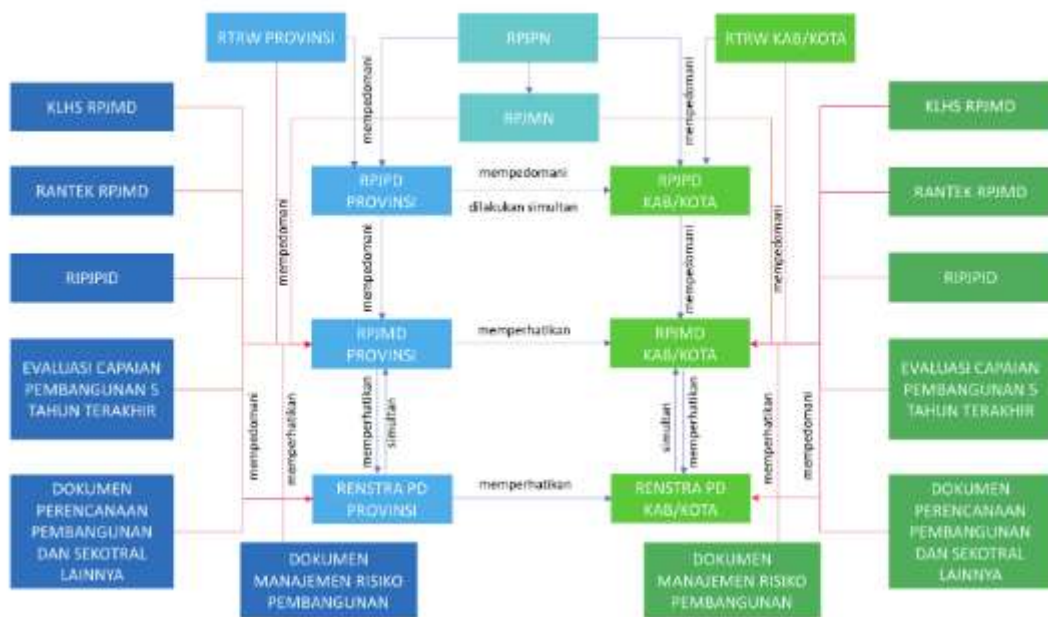 RTRW PROVINSI
RPJPN
RTRW KAB/KOTA
KLHS RPJMD
RPJMN
KLHS RPJMD
mempedomani
mempedomani
mempedomani
mempedomani
RANTEK RPJMD
RPJPD
PROVINSI
mempedomani
dilakukan simultan
RPJPD
KAB/KOTA
RANTEK RPJMD
mempedomani
mempedomani
mempedomani
mempedomani
RIPJPID
RIPJPID
RPJMD
PROVINSI
memperhatikan
RPJMD
KAB/KOTA
EVALUASI CAPAIAN
PEMBANGUNAN 5
TAHUN TERAKHIR
EVALUASI CAPAIAN
PEMBANGUNAN 5
TAHUN TERAKHIR
mempedomani
memperhatikan
memperhatikan
simultan
simultan
memperhatikan
memperhatikan
mempedomani
DOKUMEN
PERENCANAAN
PEMBANGUNAN
DAN SEKOTRAL
LAINNYA
RENSTRA PD
PROVINSI
memperhatikan
RENSTRA PD
KAB/KOTA
DOKUMEN
PERENCANAAN
PEMBANGUNAN
DAN SEKOTRAL
LAINNYA
DOKUMEN
MANAJEMEN RISIKO
PEMBANGUNAN
DOKUMEN
MANAJEMEN RISIKO
PEMBANGUNAN